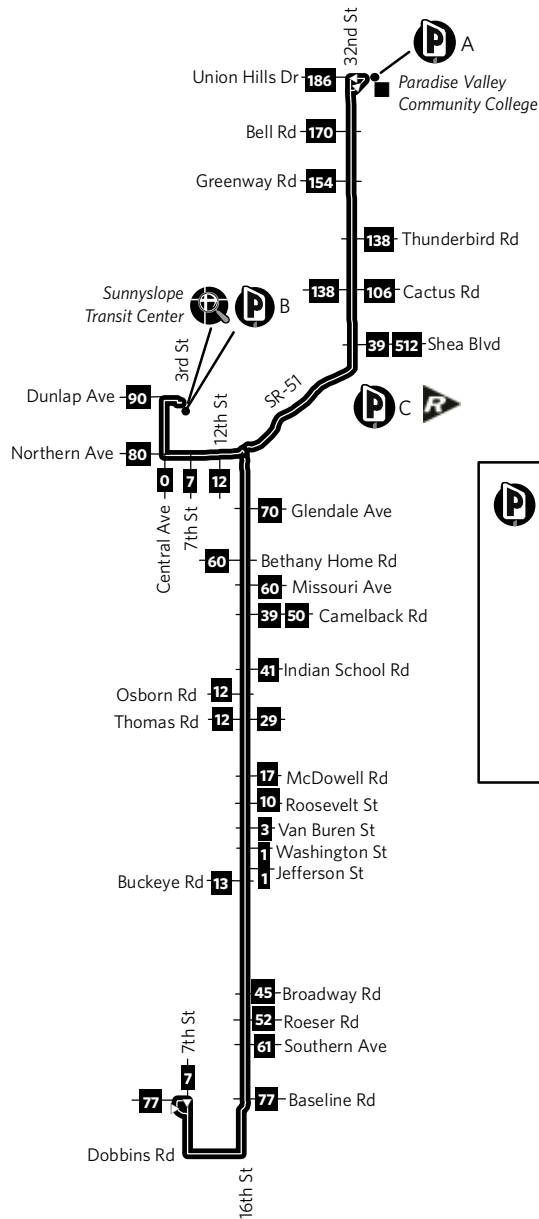 32nd St
P A
Union Hills Dr 186
Paradise Valley
Community College
Bell Rd 170
Greenway Rd 154
138 Thunderbird Rd
138 106 Cactus Rd
Sunnyslope
Transit Center
P B
3rd St
39 512 Shea Blvd
SR-51
Dunlap Ave 90
P C R
12th St
Northern Ave 80
0 7 12
Central Ave
7th St
P
70 Glendale Ave
60 Bethany Home Rd
60 Missouri Ave
39 50 Camelback Rd
41 Indian School Rd
Osborn Rd 12
Thomas Rd 12 29
17 McDowell Rd
10 Roosevelt St
3 Van Buren St
1 Washington St
1 Jefferson St
Buckeye Rd 13
45 Broadway Rd
52 Roeser Rd
61 Southern Ave
7th St
7
77
77 Baseline Rd
Dobbins Rd
16th St